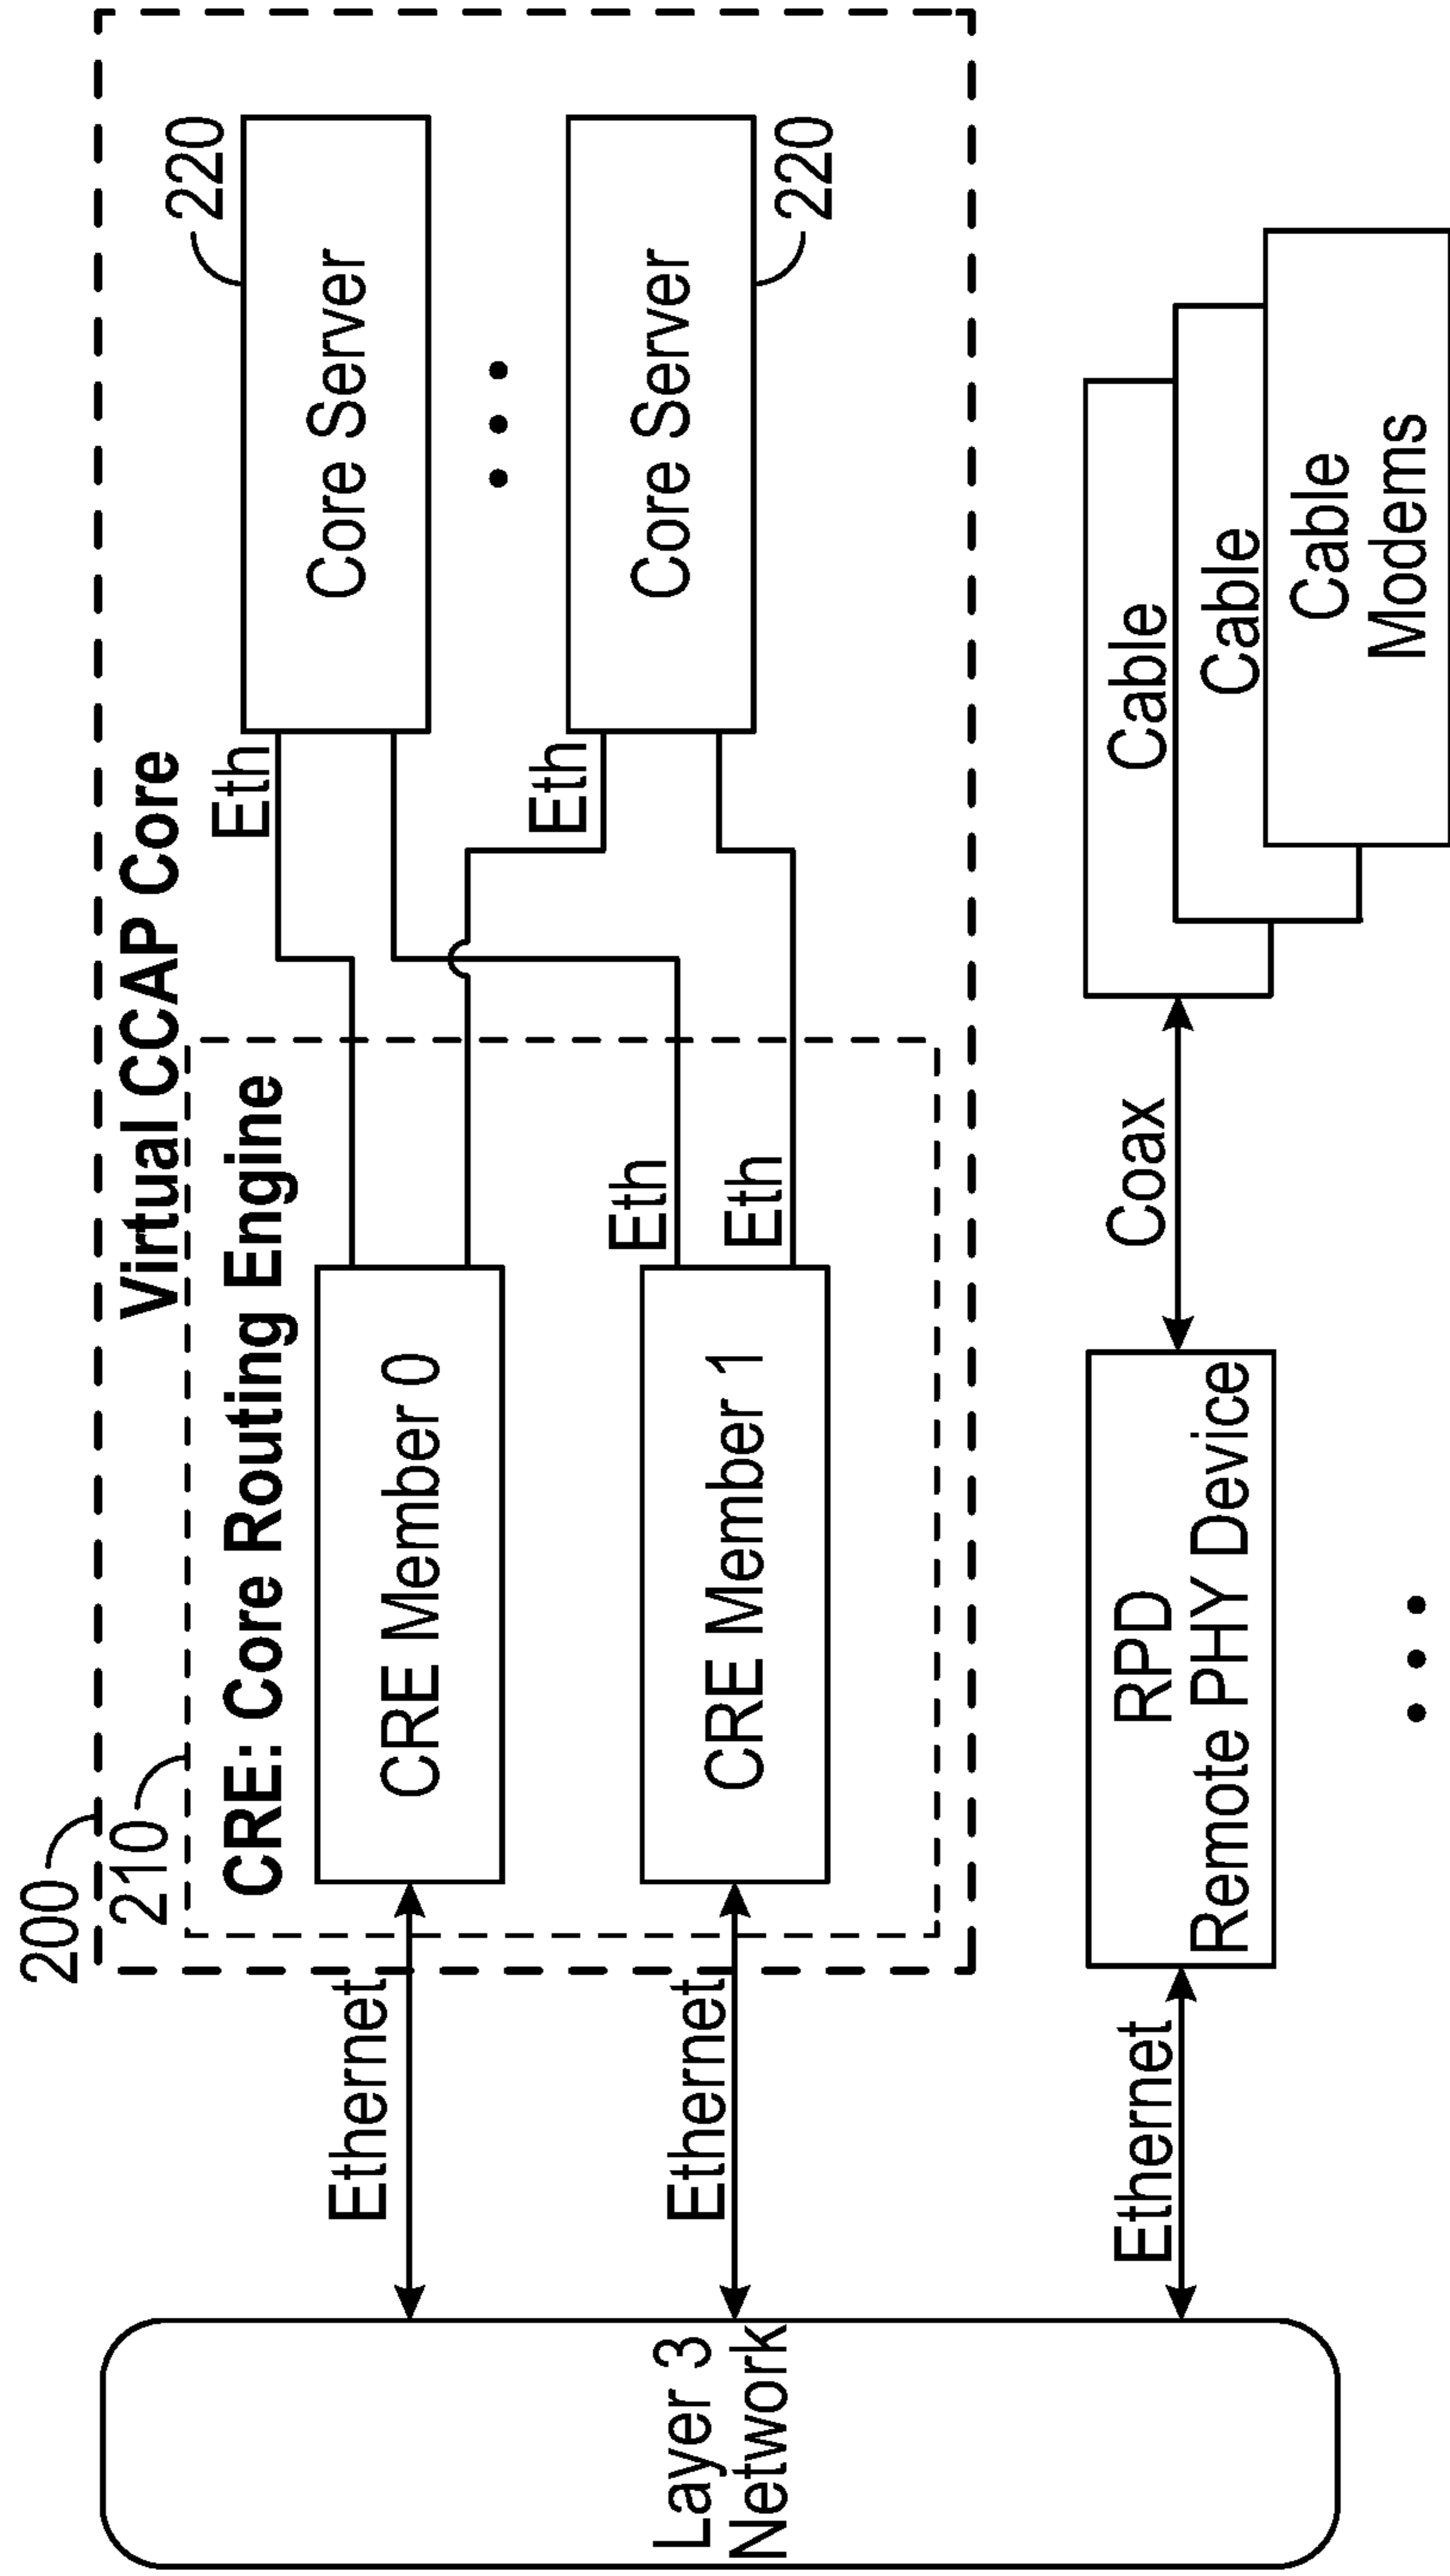 200
210
Virtual CCAP Core
CRE: Core Routing Engine
220
Eth
Core Server
CRE Member 0
Ethernet
Eth
Core Server
220
Eth
CRE Member 1
Eth
Ethernet
Layer 3
Network
Ethernet
RPD
Remote PHY Device
Coax
Cable
Cable
Cable
Modems